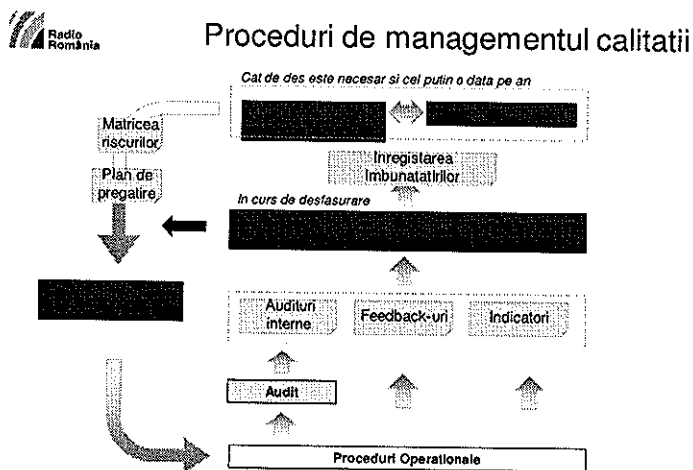 Radio
România
Proceduri de managementul calitatii
Cat de des este necesar si cel putin o data pe an
Matricea
riscurilor
Inregistarea
Imbunatatirilor
Plan de
pregatire
In curs de desfasurare
Audituri
interne
Feedback-uri
Indicatori
Audit
Proceduri Operationale